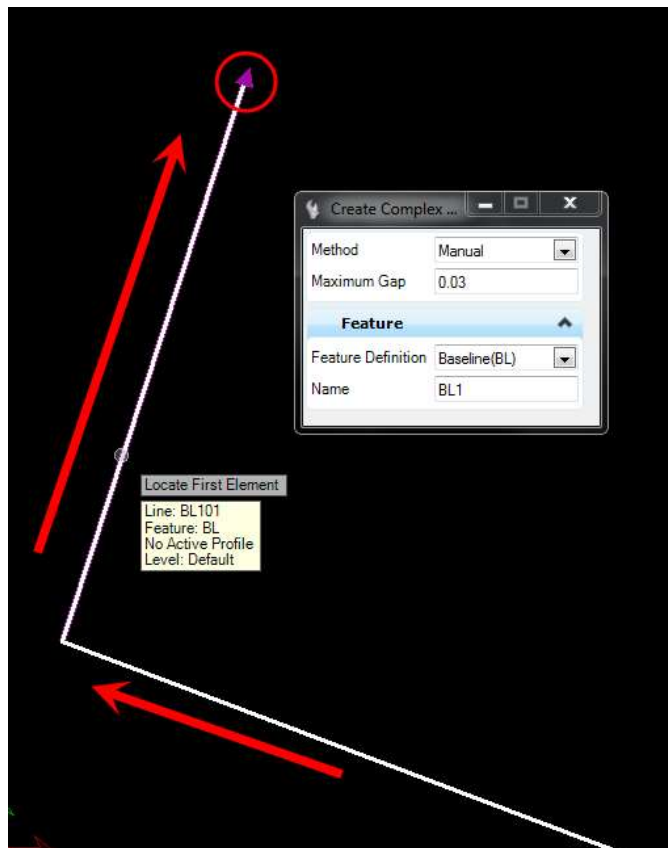 Create Complex ...
Method Manual
Maximum Gap 0.03
Feature
Feature Definition Baseline(BL)
Name BL1
Locate First Element
Line: BL101
Feature: BL
No Active Profile
Level: Default